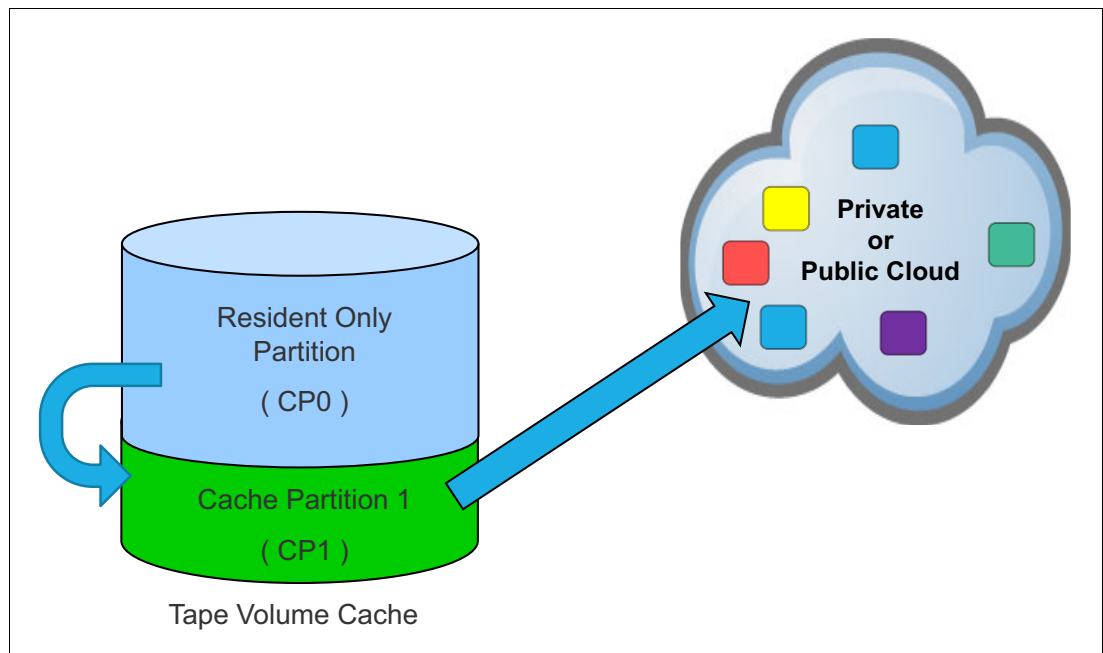 Private
or
Public Cloud
Resident Only
Partition
( CP0 )
Cache Partition 1
( CP1 )
Tape Volume Cache